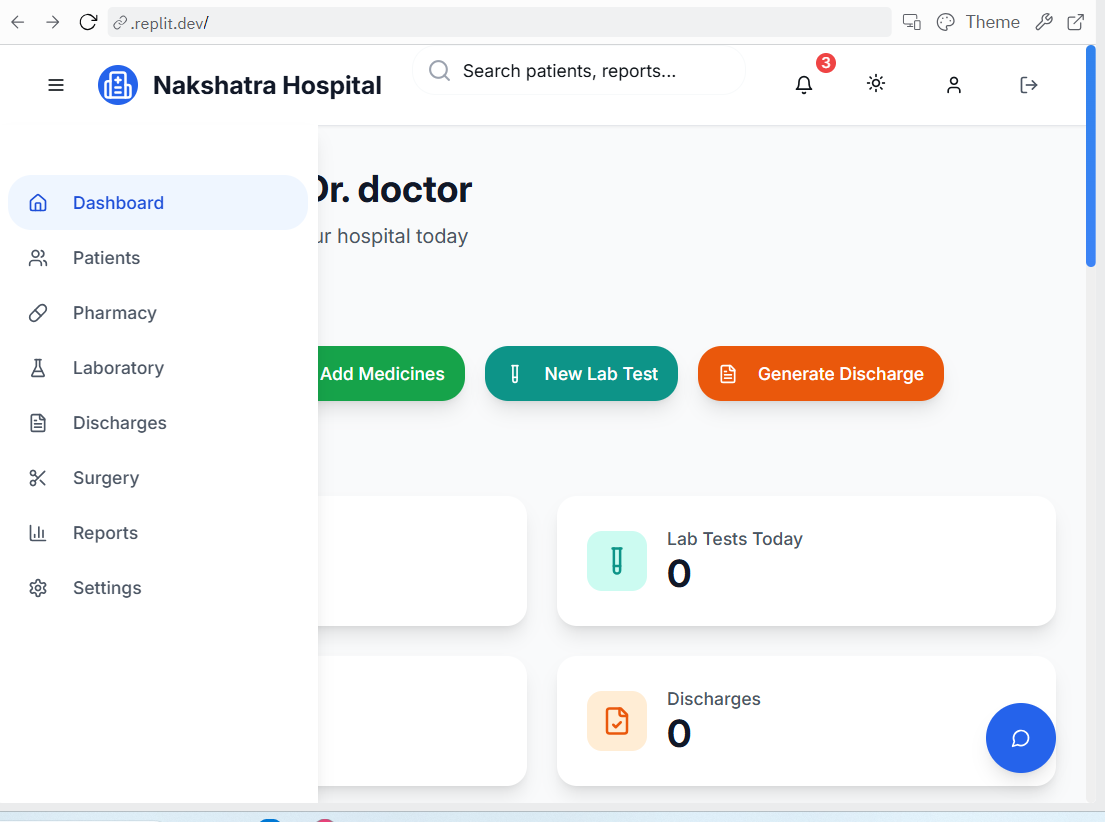 .replit.dev/
Theme
Nakshatra Hospital
Search patients, reports...
3
Dr. doctor
ur hospital today
Dashboard
Patients
Pharmacy
Laboratory
Discharges
Surgery
Reports
Settings
Add Medicines
New Lab Test
Generate Discharge
Lab Tests Today
0
Discharges
0